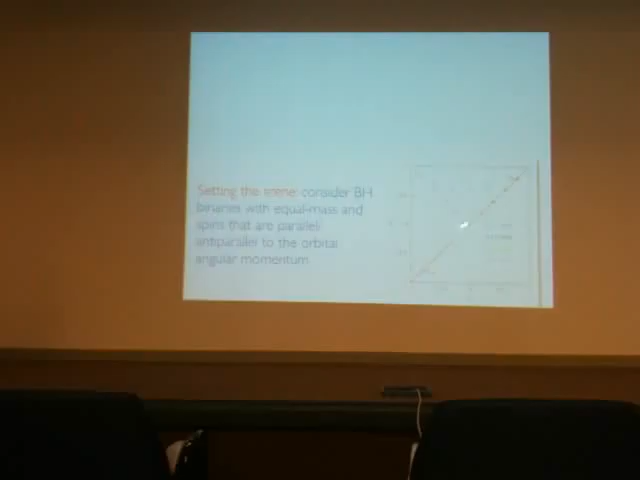 Setting the scene: consider BH
binaries with equal-mass and
spins that are parallel/
antiparallel to the orbital
angular momentum